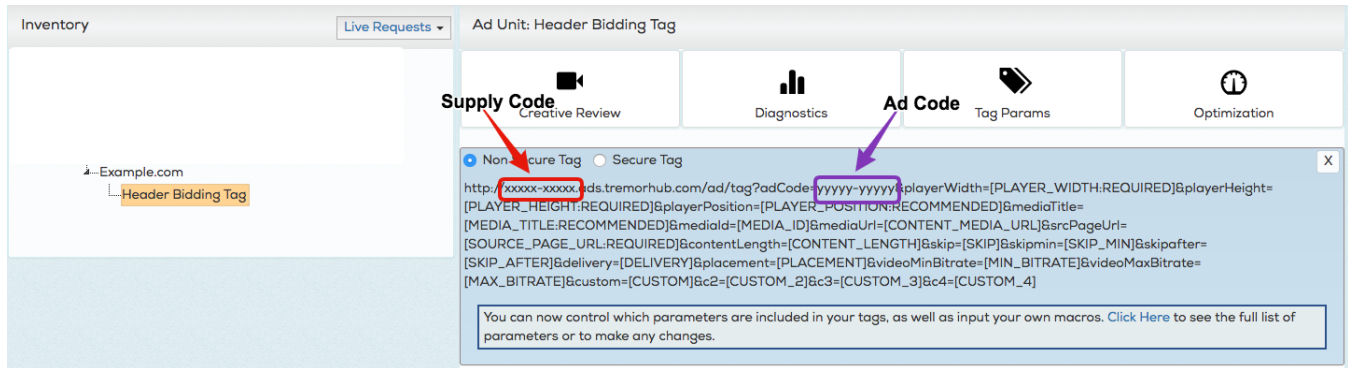 Inventory
Live Requests
Ad Unit: Header Bidding Tag
Supply Code
Ad Code
Creative Review
Diagnostics
Tag Params
Optimization
Example.com
Header Bidding Tag
Non Secure Tag Secure Tag X
http://xxxxx-xxxxx.ads.tremorhub.com/ad/tag?adCode=yyyyy-yyyyy&playerWidth=[PLAYER_WIDTH:REQUIRED]&playerHeight=
[PLAYER_HEIGHT:REQUIRED]&playerPosition=[PLAYER_POSITION:RECOMMENDED]&mediaTitle=
[MEDIA_TITLE:RECOMMENDED]&mediaId=[MEDIA_ID]&mediaUrl=[CONTENT_MEDIA_URL]&srcPageUrl=
[SOURCE_PAGE_URL:REQUIRED]&contentLength=[CONTENT_LENGTH]&skip=[SKIP]&skipmin=[SKIP_MIN]&skipafter=
[SKIP_AFTER]&delivery=[DELIVERY]&placement=[PLACEMENT]&videoMinBitrate=[MIN_BITRATE]&videoMaxBitrate=
[MAX_BITRATE]&custom=[CUSTOM]&c2=[CUSTOM_2]&c3=[CUSTOM_3]&c4=[CUSTOM_4]
You can now control which parameters are included in your tags, as well as input your own macros. Click Here to see the full list of
parameters or to make any changes.